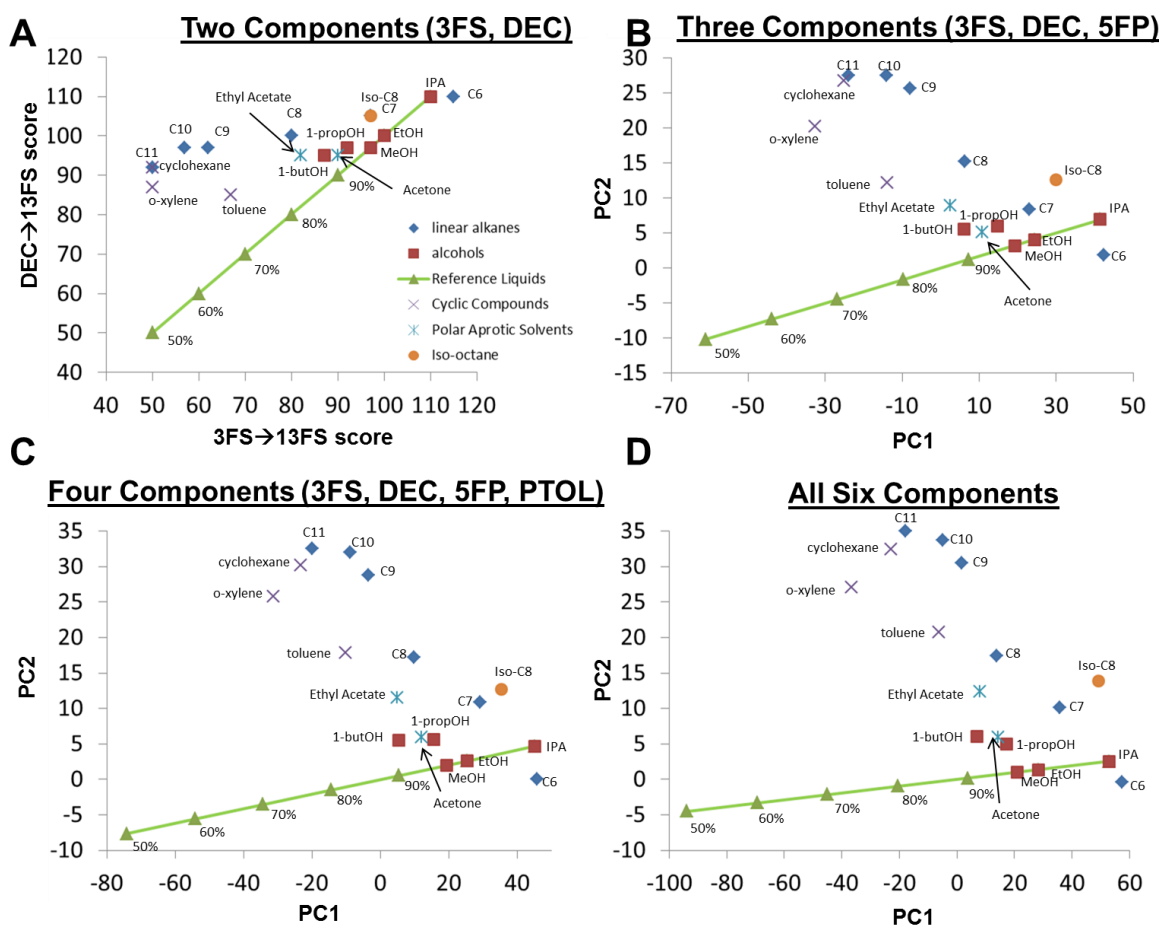 A
Two Components (3FS, DEC)
120
110
100
90
80
70
60
50
40
DEC→13FS score
40 50 60 70 80 90 100 110 120
3FS→13FS score
IPA
C6
Ethyl Acetate
Iso-C8
C7
C8
C10
C9
1-propOH
EtOH
MeOH
C11
cyclohexane
1-butOH
Acetone
o-xylene
toluene
90%
80%
70%
60%
50%
linear alkanes
alcohols
Reference Liquids
Cyclic Compounds
Polar Aprotic Solvents
Iso-octane
B
Three Components (3FS, DEC, 5FP)
30
25
20
15
10
5
0
-5
-10
-15
PC2
-70 -50 -30 -10 10 30 50
PC1
C11
C10
cyclohexane
C9
o-xylene
C8
toluene
Iso-C8
Ethyl Acetate
1-propOH
C7
IPA
1-butOH
EtOH
MeOH
C6
Acetone
90%
80%
70%
60%
50%
C
Four Components (3FS, DEC, 5FP, PTOL)
35
30
25
20
15
10
5
0
-5
-10
PC2
-80 -60 -40 -20 0 20 40
PC1
C11
C10
cyclohexane
C9
o-xylene
toluene
C8
Iso-C8
Ethyl Acetate
C7
1-propOH
1-butOH
IPA
EtOH
MeOH
C6
Acetone
90%
80%
70%
60%
50%
D
All Six Components
35
30
25
20
15
10
5
0
-5
-10
PC2
-100 -80 -60 -40 -20 0 20 40 60
PC1
C11
C10
cyclohexane
C9
o-xylene
toluene
C8
Iso-C8
Ethyl Acetate
C7
1-butOH
1-propOH
IPA
EtOH
MeOH
C6
Acetone
90%
80%
70%
60%
50%